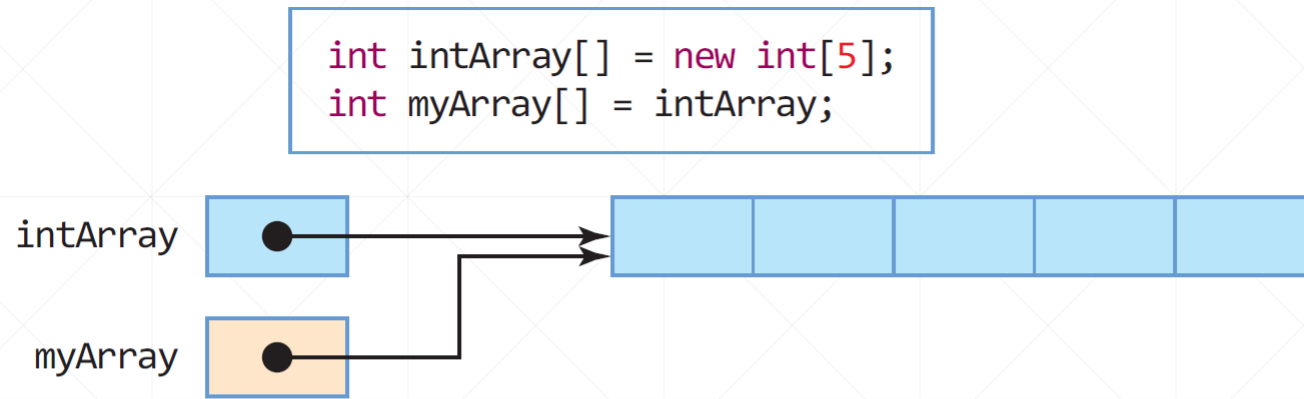 int intArray[] = new int[5];
int myArray[] = intArray;
intArray
myArray